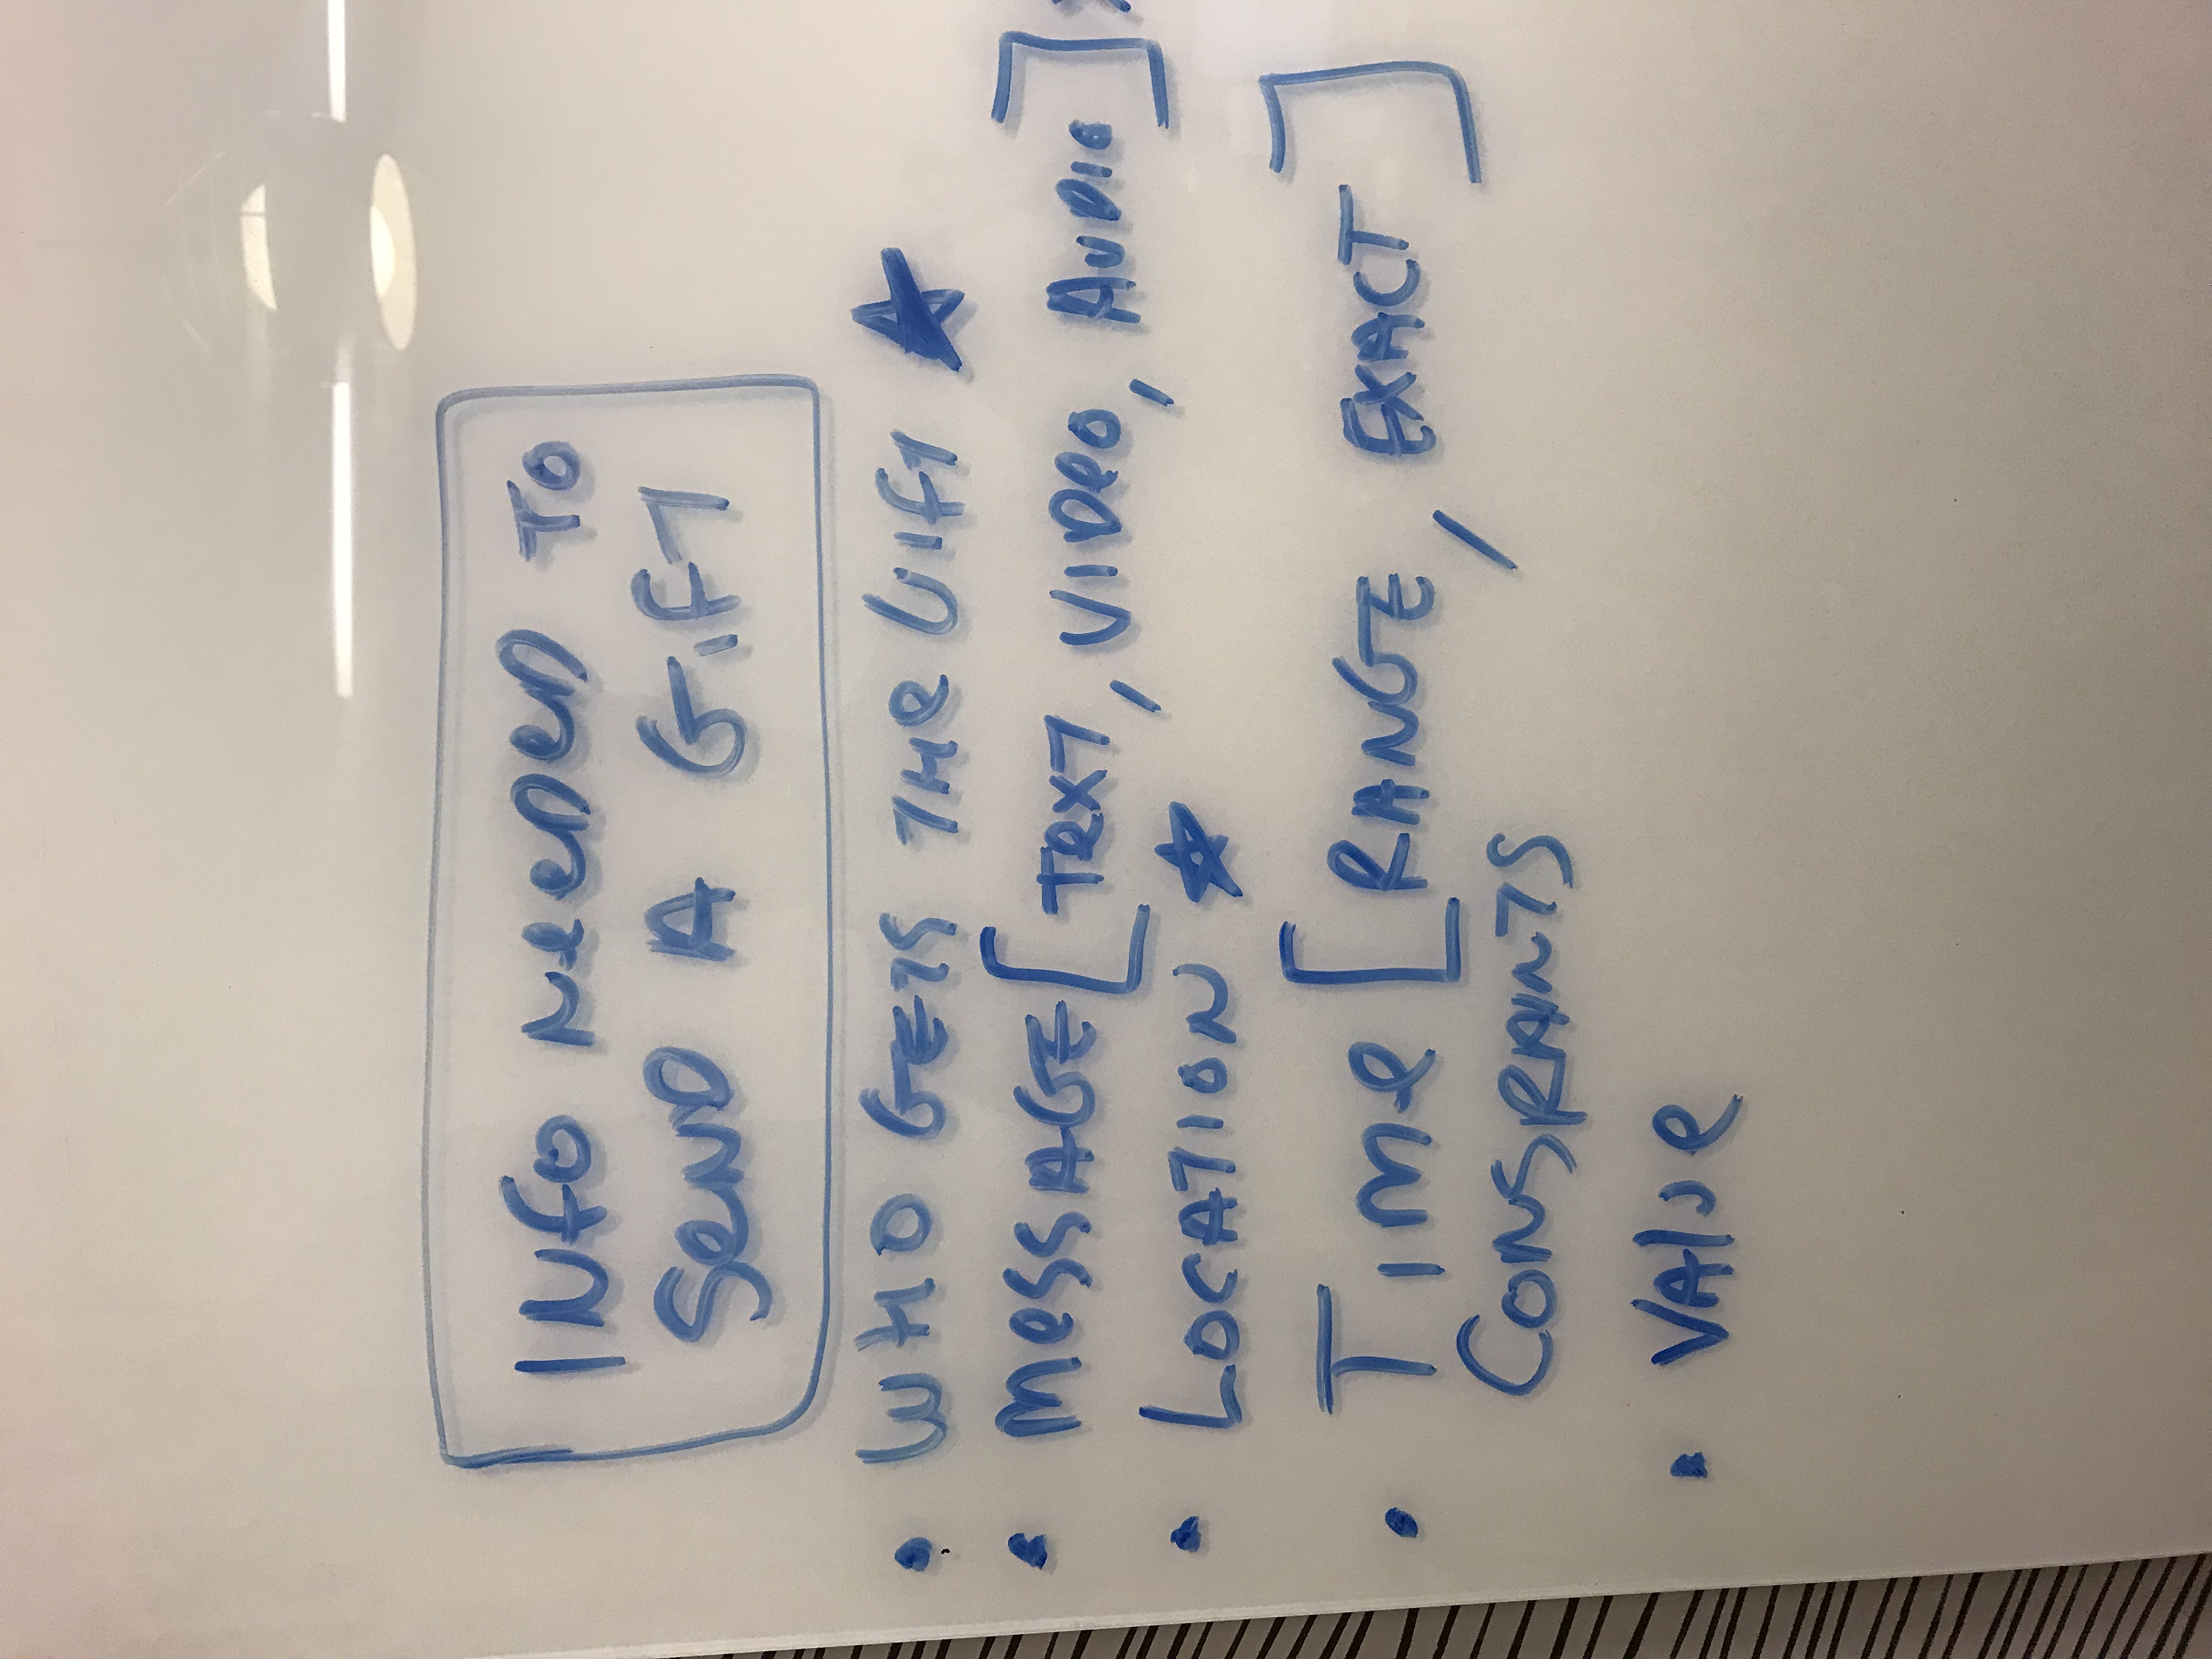 INFO NEEDED TO
SEND A GIFT
• WHO GETS THE GIFT ★
• MESSAGE [TEXT, VIDEO, AUDIO]
• LOCATION ★
• TIME [RANGE, EXACT]
CONSRAINTS
• VALUE